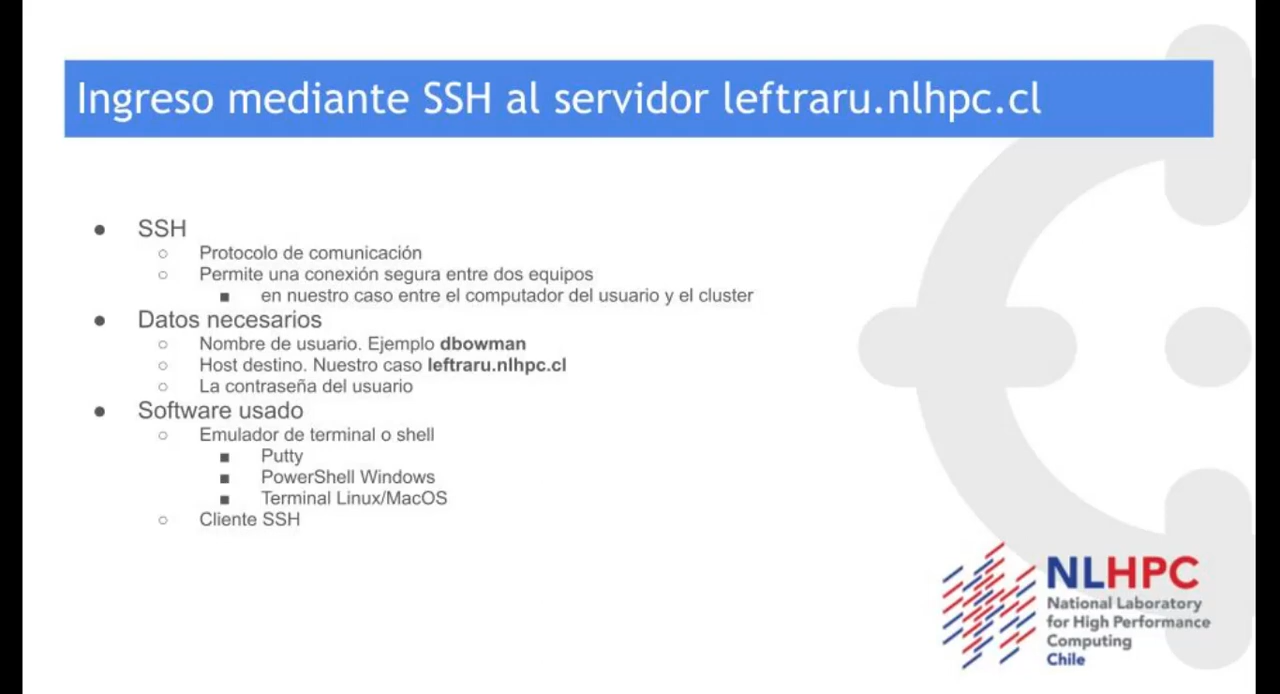 Ingreso mediante SSH al servidor leftraru.nlhpc.cl
● SSH
○ Protocolo de comunicación
○ Permite una conexión segura entre dos equipos
■ en nuestro caso entre el computador del usuario y el cluster
● Datos necesarios
○ Nombre de usuario. Ejemplo dbowman
○ Host destino. Nuestro caso leftraru.nlhpc.cl
○ La contraseña del usuario
● Software usado
○ Emulador de terminal o shell
■ Putty
■ PowerShell Windows
■ Terminal Linux/MacOS
○ Cliente SSH
NLHPC
National Laboratory
for High Performance
Computing
Chile